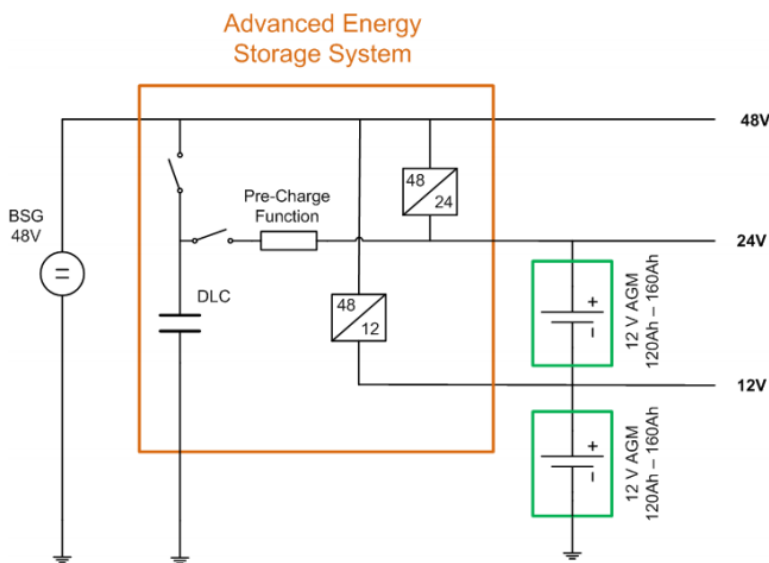 Advanced Energy
Storage System
48V
48
24
Pre-Charge
Function
BSG
48V
24V
DLC
48
12
+
–
12 V AGM
120Ah – 160Ah
12V
+
–
12 V AGM
120Ah – 160Ah